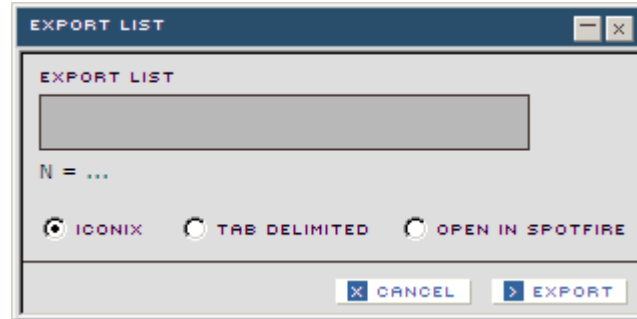 EXPORT LIST
EXPORT LIST
N = ...
ICONIX TAB DELIMITED OPEN IN SPOTFIRE
CANCEL EXPORT